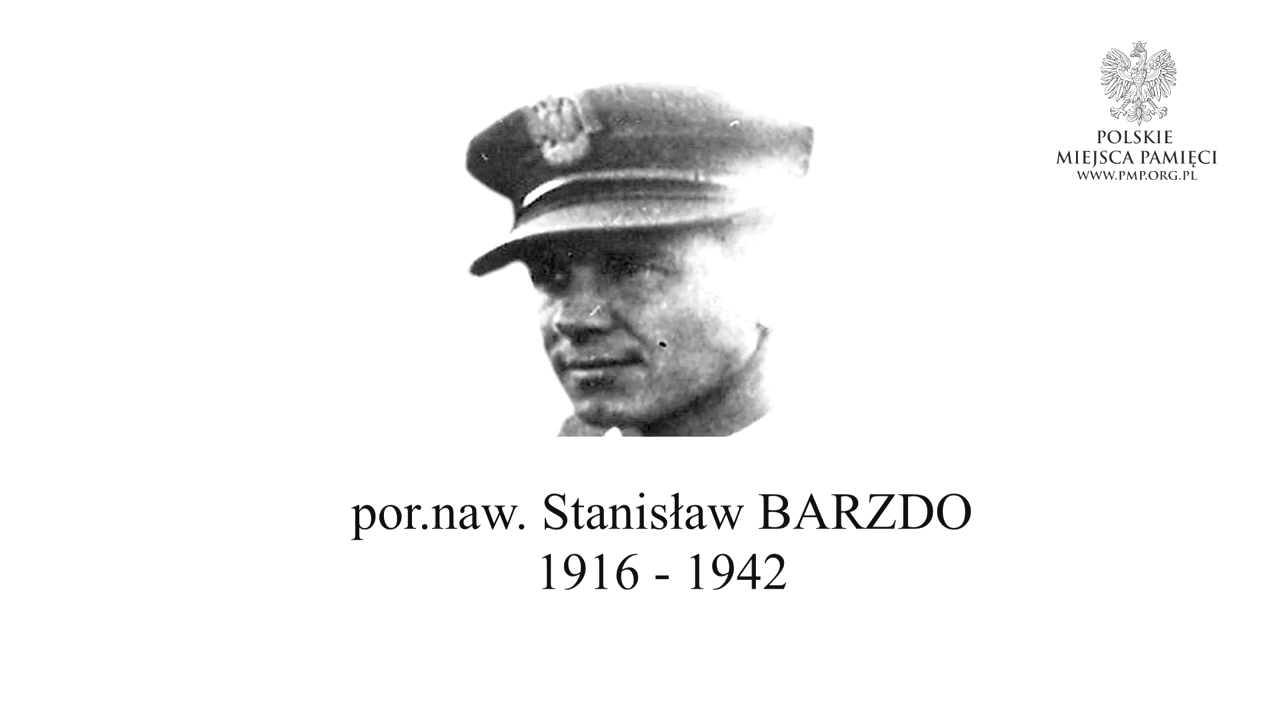 POLSKIE
MIEJSCA PAMIĘCI
WWW.PMP.ORG.PL
por.naw. Stanisław BARZDO
1916 - 1942